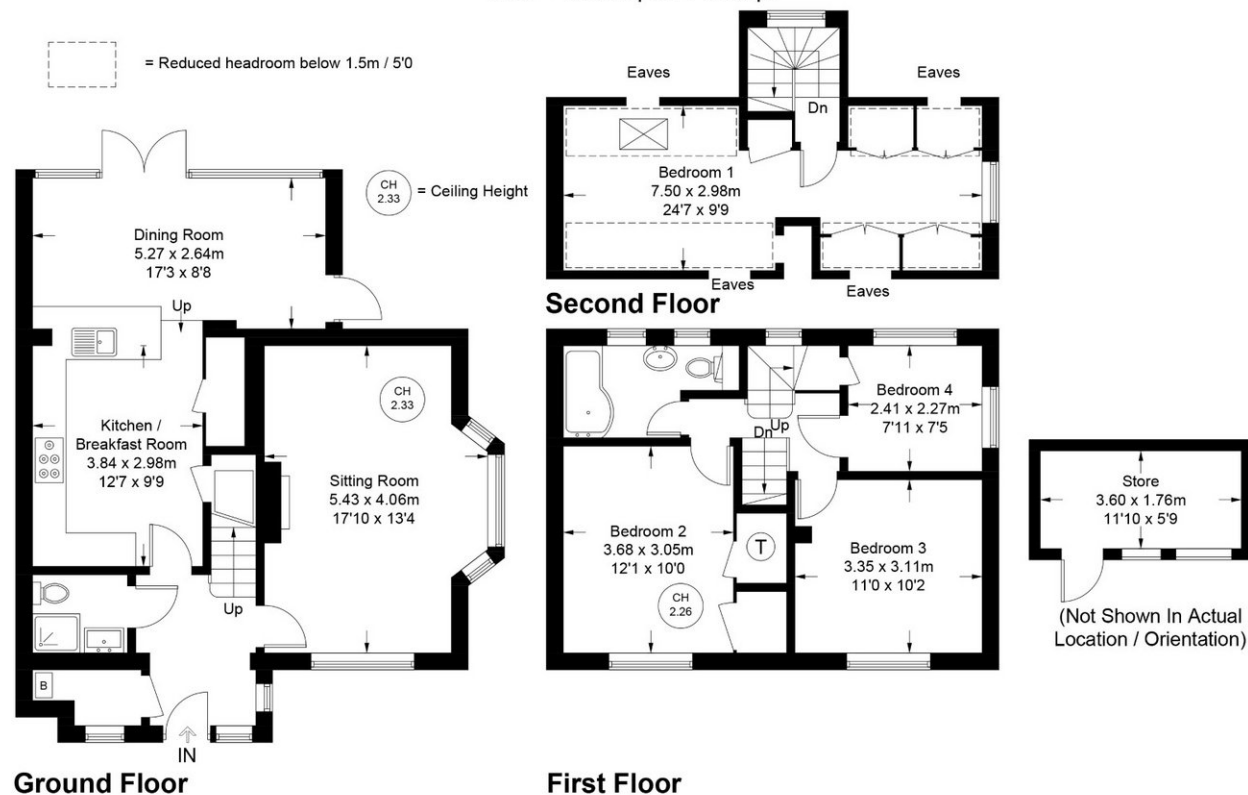 = Reduced headroom below 1.5m / 5'0
CH
2.33
= Ceiling Height
Dining Room
5.27 x 2.64m
17'3 x 8'8
Up
Kitchen /
Breakfast Room
3.84 x 2.98m
12'7 x 9'9
CH
2.33
Sitting Room
5.43 x 4.06m
17'10 x 13'4
Up
B
IN
Ground Floor
Eaves
Eaves
Dn
Bedroom 1
7.50 x 2.98m
24'7 x 9'9
Eaves
Eaves
Second Floor
Bedroom 4
2.41 x 2.27m
7'11 x 7'5
Up
Dn
Bedroom 2
3.68 x 3.05m
12'1 x 10'0
T
CH
2.26
Bedroom 3
3.35 x 3.11m
11'0 x 10'2
First Floor
Store
3.60 x 1.76m
11'10 x 5'9
(Not Shown In Actual
Location / Orientation)